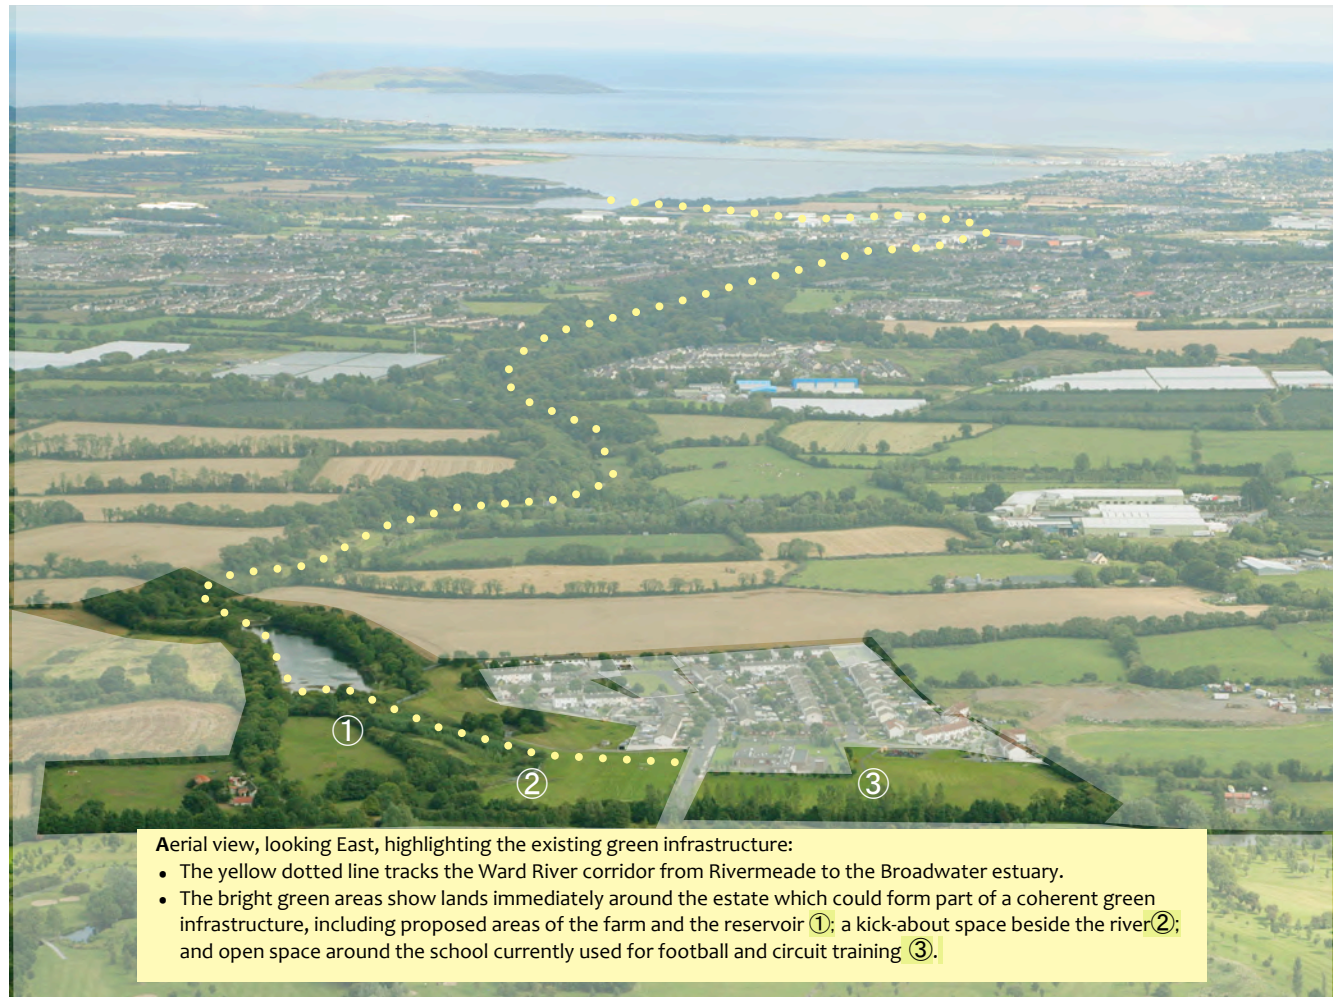 ①
②
③
Aerial view, looking East, highlighting the existing green infrastructure:
• The yellow dotted line tracks the Ward River corridor from Rivermeade to the Broadwater estuary.
• The bright green areas show lands immediately around the estate which could form part of a coherent green
infrastructure, including proposed areas of the farm and the reservoir ①; a kick-about space beside the river②;
and open space around the school currently used for football and circuit training ③.